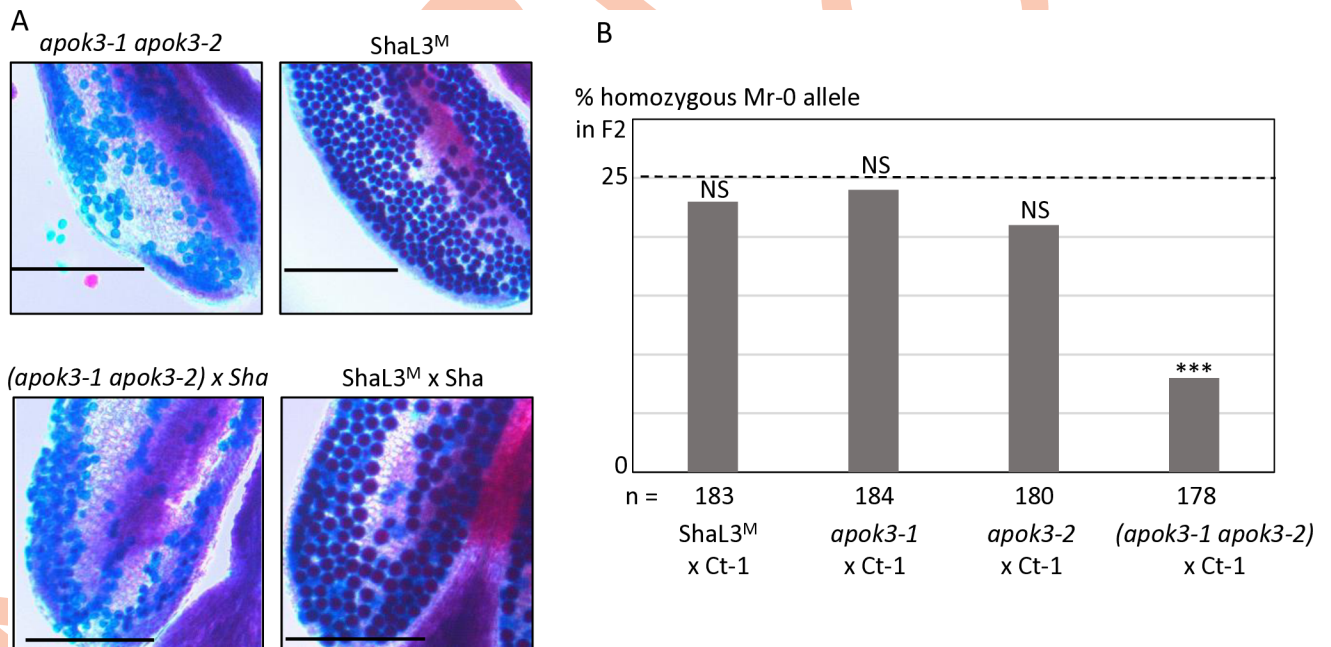 A
apok3-1 apok3-2
ShaL3ᴹ
(apok3-1 apok3-2) x Sha
ShaL3ᴹ x Sha
B
% homozygous Mr-0 allele
in F2
25
NS
NS
NS
***
0
n = 183 184 180 178
ShaL3ᴹ apok3-1 apok3-2 (apok3-1 apok3-2)
x Ct-1 x Ct-1 x Ct-1 x Ct-1